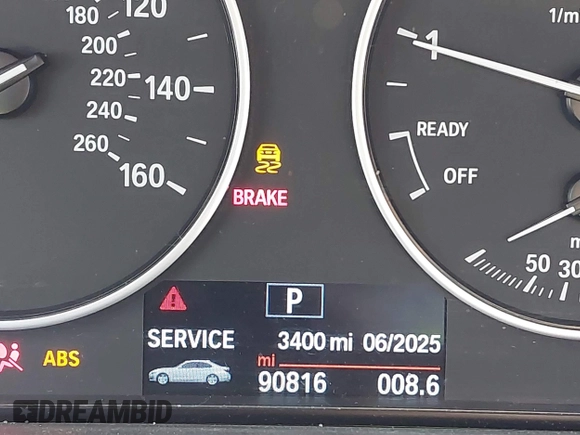 180 120
200
220 140
240
260 160
BRAKE
1/m
1
READY
OFF
m
50 30
P
SERVICE 3400 mi 06/2025
mi
90816 008.6
ABS
DREAMBID